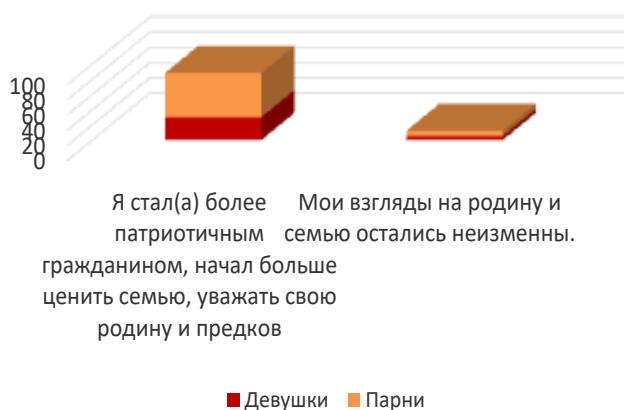 100
80
60
40
20
0
Я стал(а) более
патриотичным
гражданином, начал больше
ценить семью, уважать свою
родину и предков
Мои взгляды на родину и
семью остались неизменны.
Девушки Парни